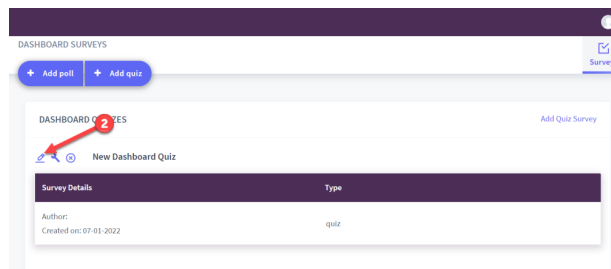 DASHBOARD SURVEYS
+ Add poll + Add quiz
DASHBOARD
2
Add Quiz Survey
New Dashboard Quiz
Survey Details Type
Author:
Created on: 07-01-2022
quiz